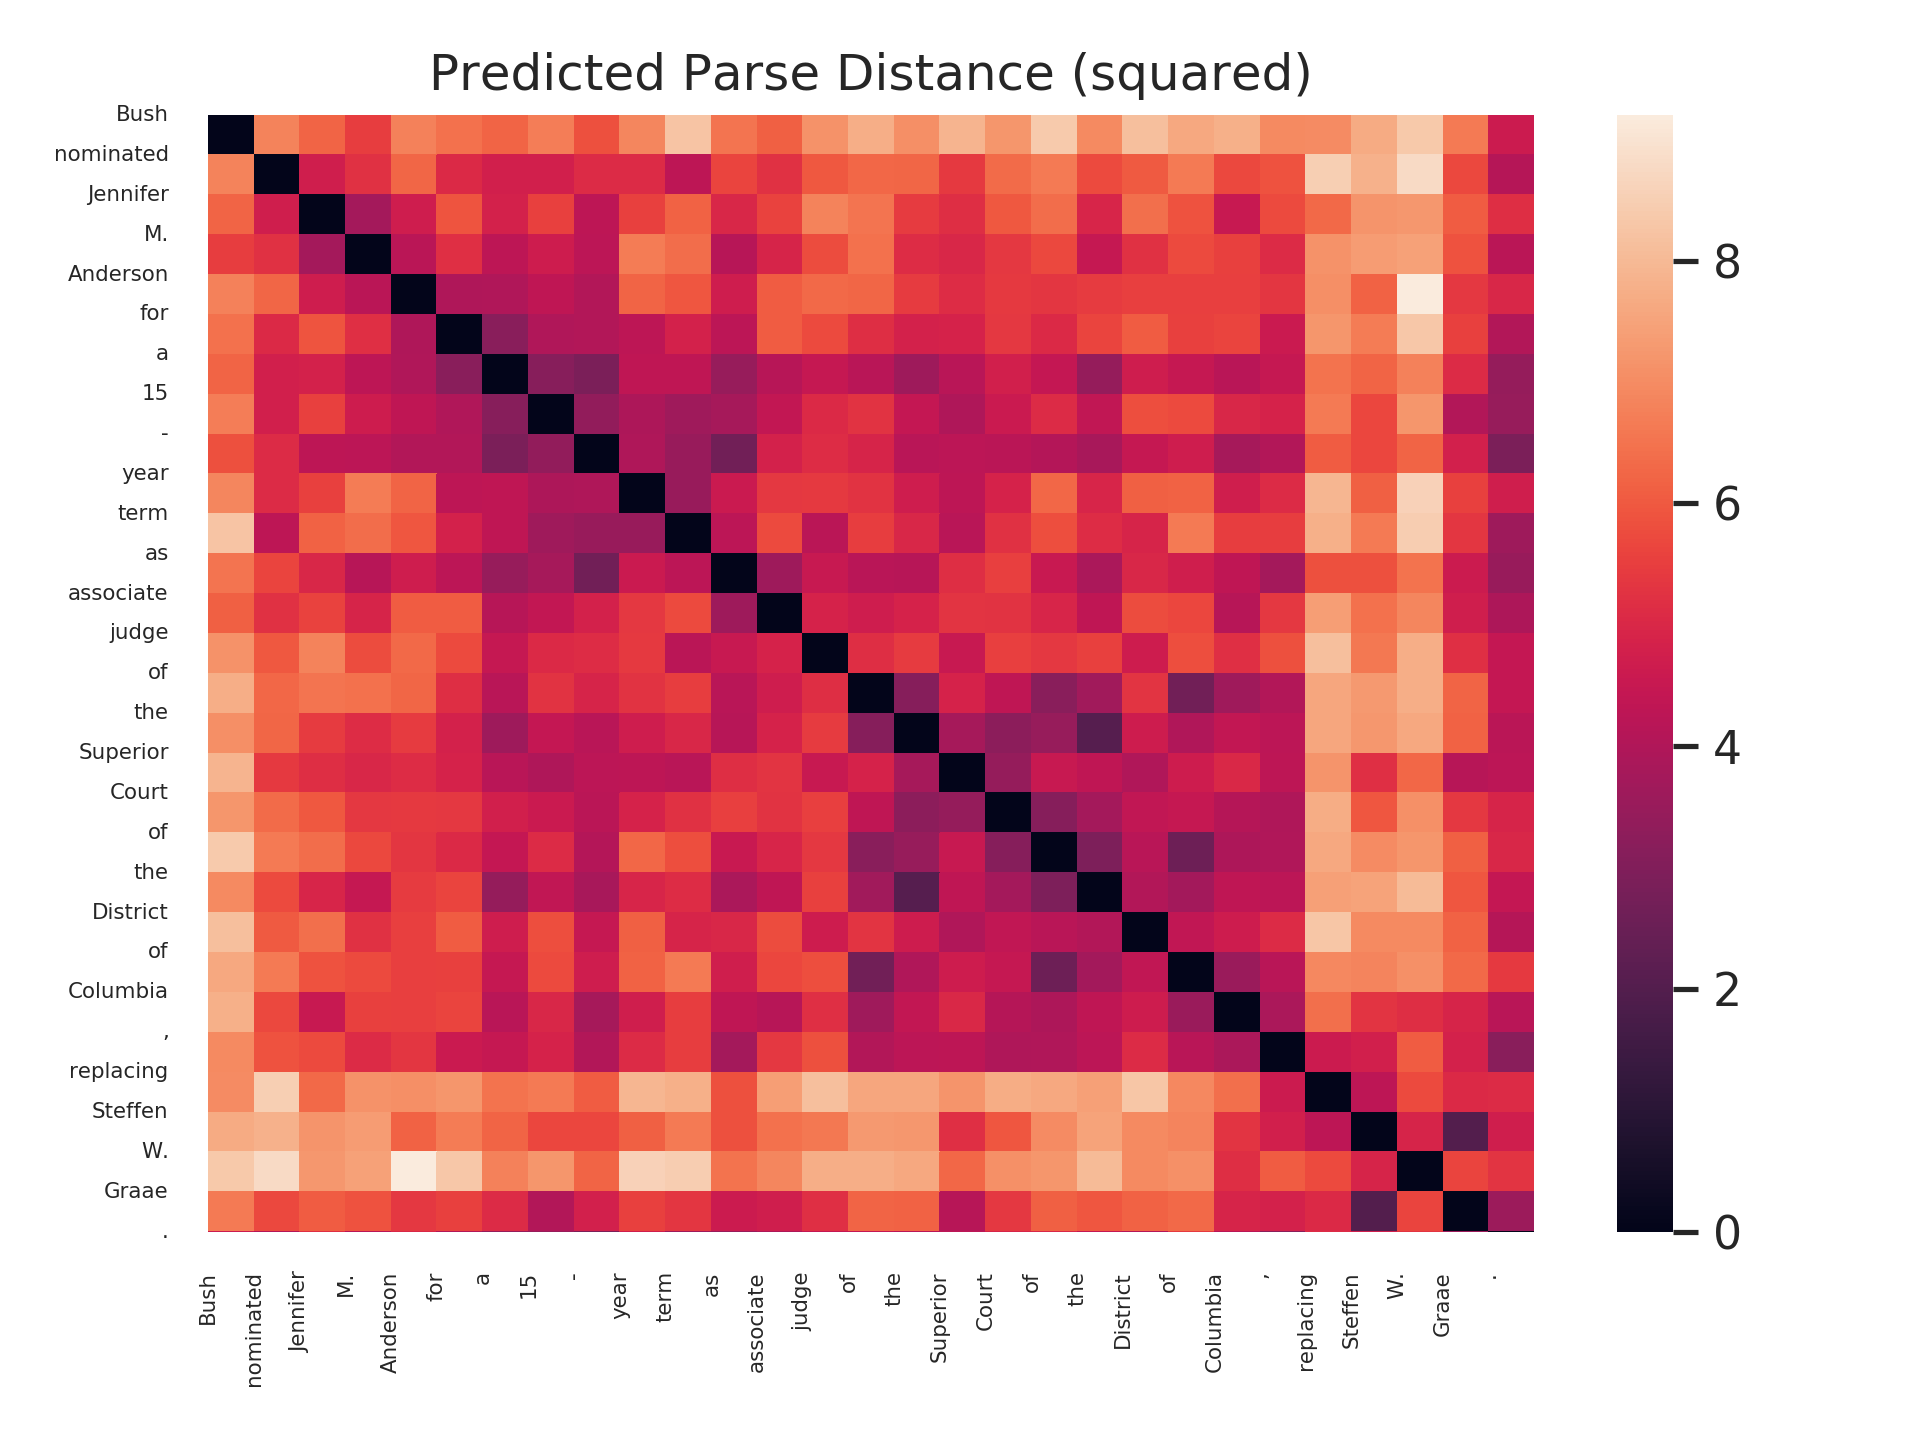 Predicted Parse Distance (squared)
Bush
nominated
Jennifer
M.
Anderson
for
a
15
-
year
term
as
associate
judge
of
the
Superior
Court
of
the
District
of
Columbia
,
replacing
Steffen
W.
Graae
.
8
6
4
2
0
Bush
nominated
Jennifer
M.
Anderson
for
a
15
-
year
term
as
associate
judge
of
the
Superior
Court
of
the
District
of
Columbia
,
replacing
Steffen
W.
Graae
.